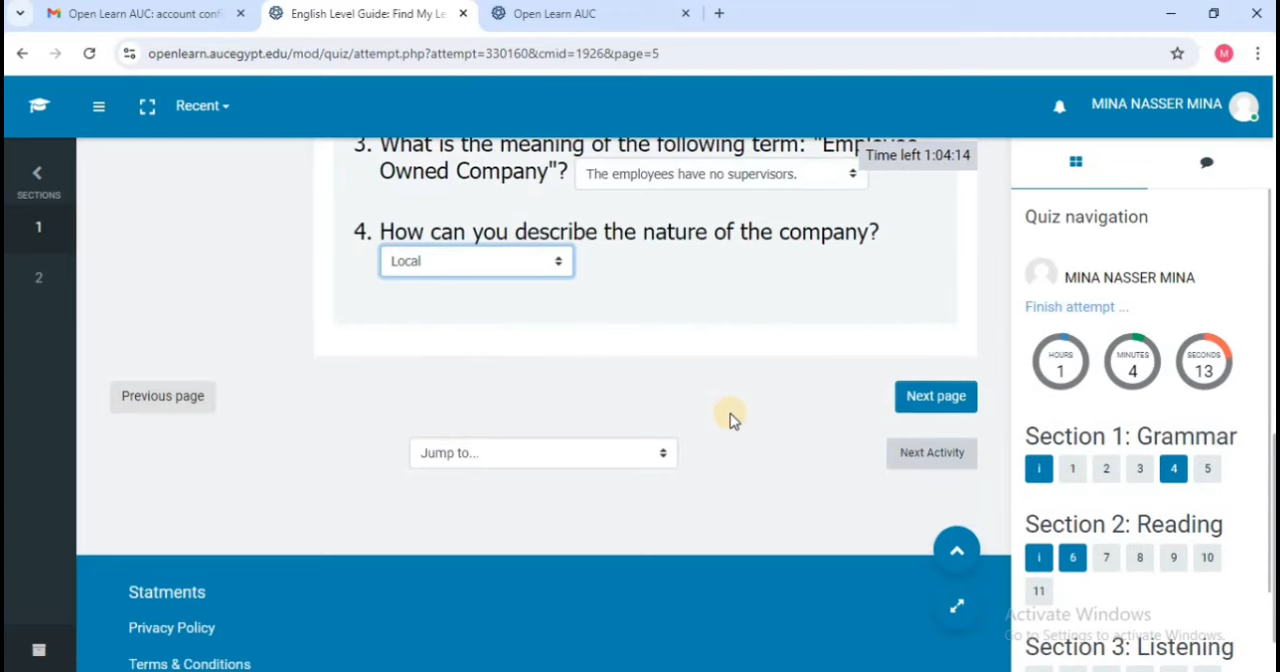 Open Learn AUC: account conf
English Level Guide: Find My Le
Open Learn AUC
openlearn.aucegypt.edu/mod/quiz/attempt.php?attempt=330160&cmid=1926&page=5
M
Recent
MINA NASSER MINA
SECTIONS
1
2
3. What is the meaning of the following term: "Employee
Owned Company"? The employees have no supervisors.
Time left 1:04:14
4. How can you describe the nature of the company?
Local
Previous page
Next page
Jump to...
Next Activity
Statments
Privacy Policy
Terms & Conditions
Quiz navigation
MINA NASSER MINA
Finish attempt ...
HOURS MINUTES SECONDS
1 4 13
Section 1: Grammar
i 1 2 3 4 5
Section 2: Reading
i 6 7 8 9 10
11
Activate Windows
Go to Settings to activate Windows.
Section 3: Listening